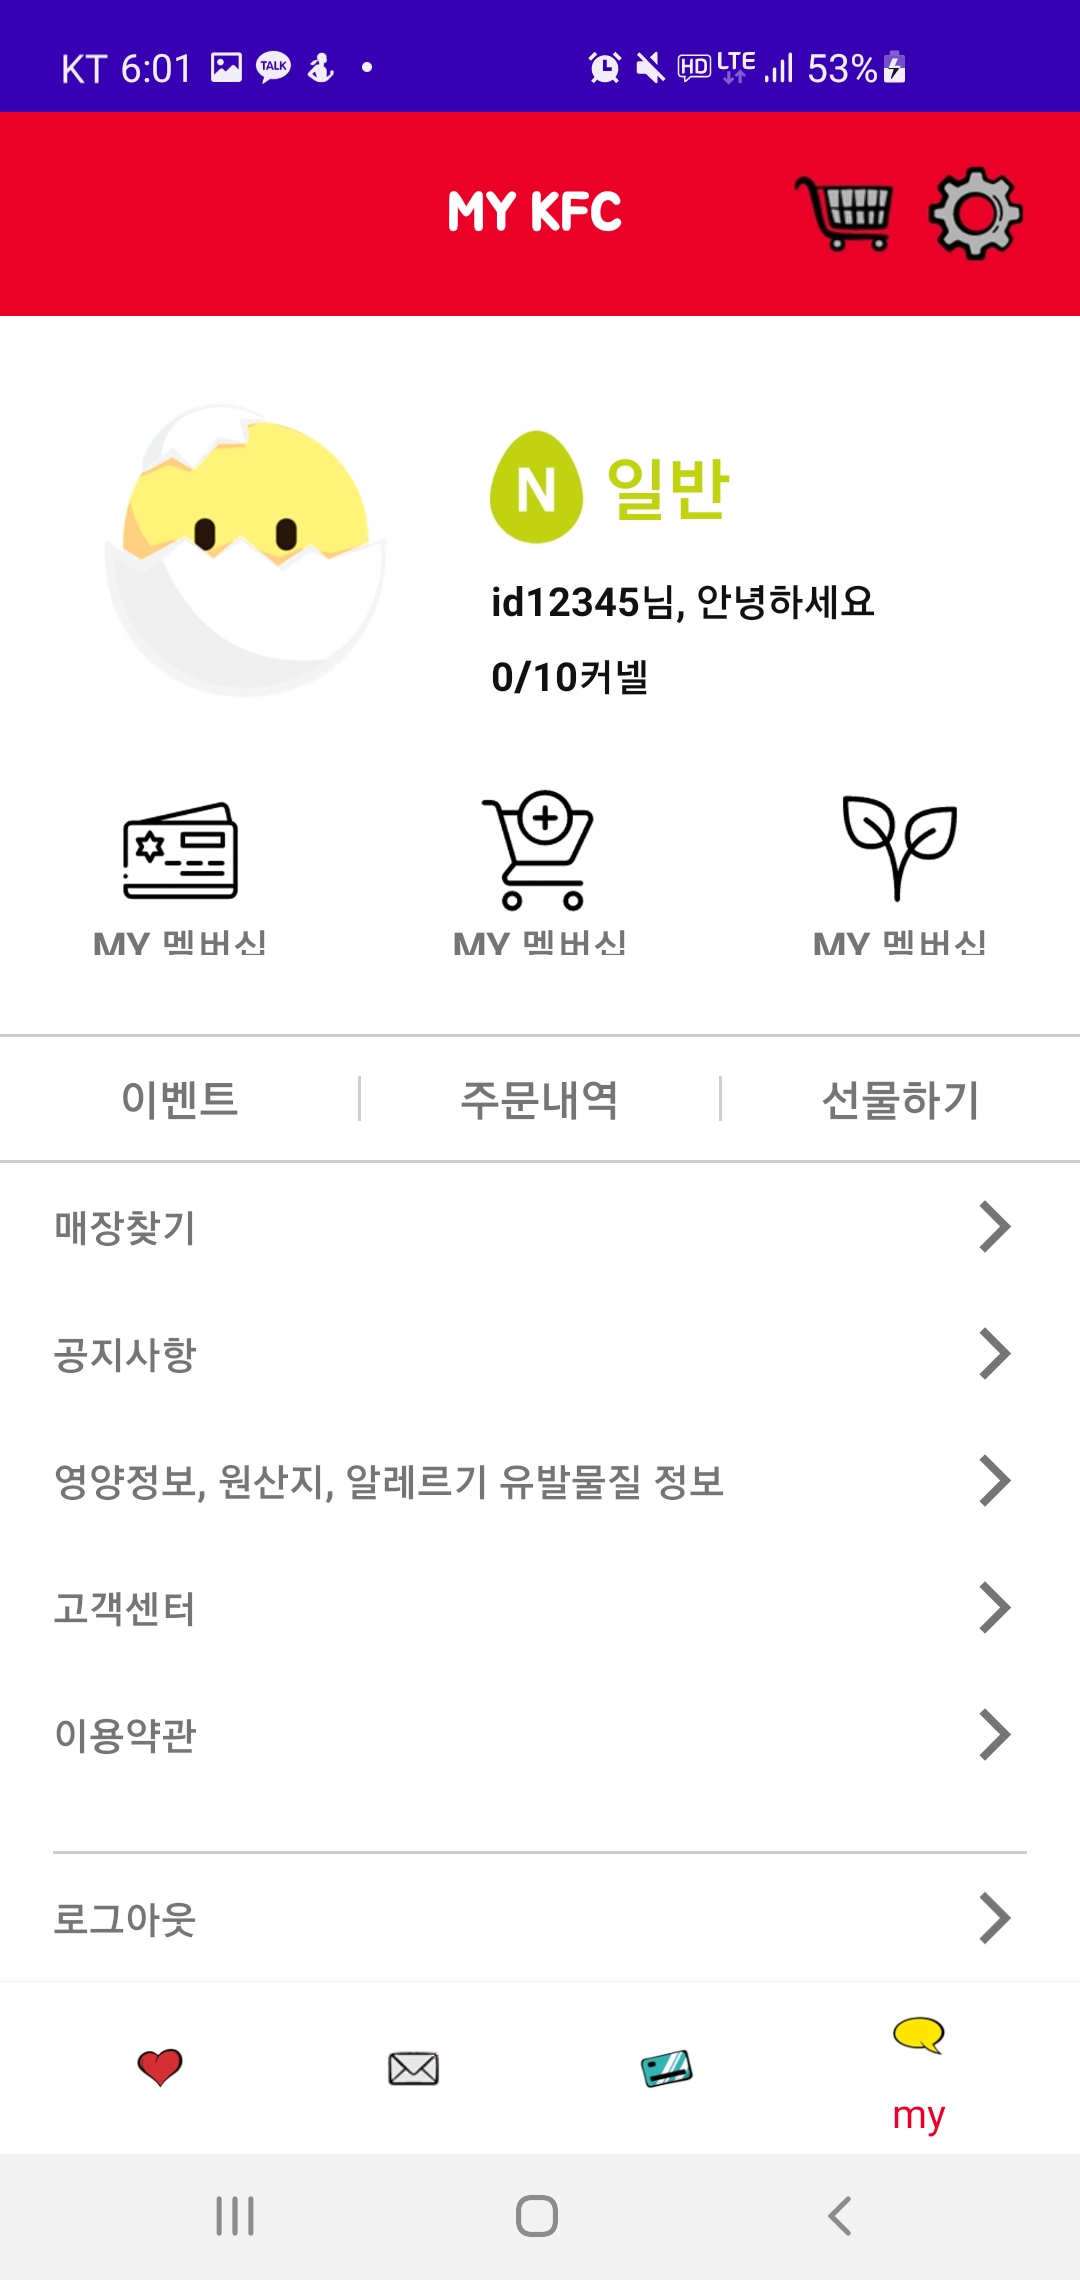 KT 6:01 TALK HD LTE 53%
MY KFC
N 일반
id12345님, 안녕하세요
0/10커넬
MY 멤버십 MY 멤버십 MY 멤버십
이벤트 주문내역 선물하기
매장찾기
공지사항
영양정보, 원산지, 알레르기 유발물질 정보
고객센터
이용약관
로그아웃
my